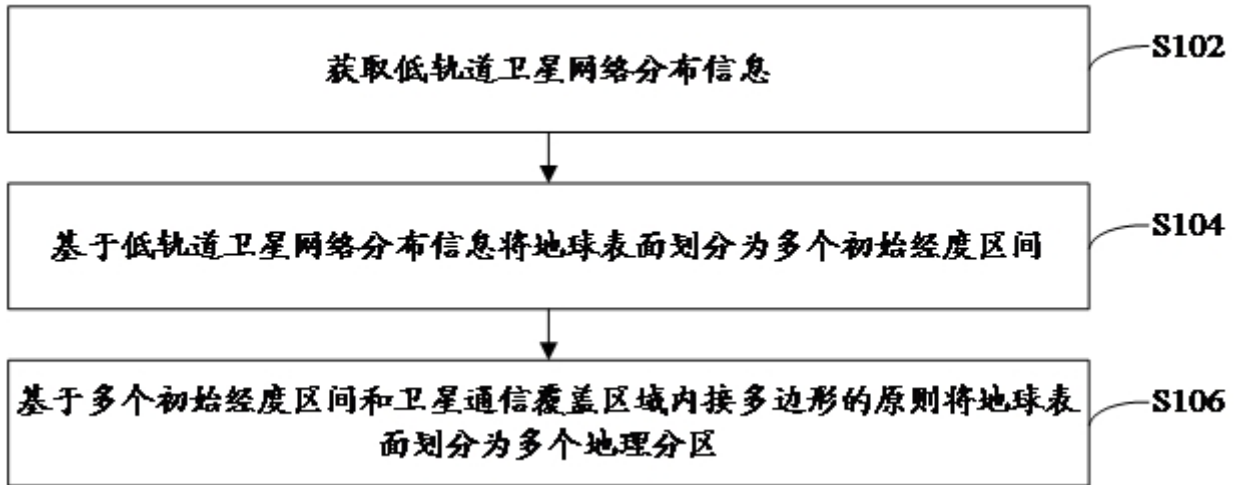 获取低轨道卫星网络分布信息
S102
基于低轨道卫星网络分布信息将地球表面划分为多个初始经度区间
S104
基于多个初始经度区间和卫星通信覆盖区域内接多边形的原则将地球表
面划分为多个地理分区
S106